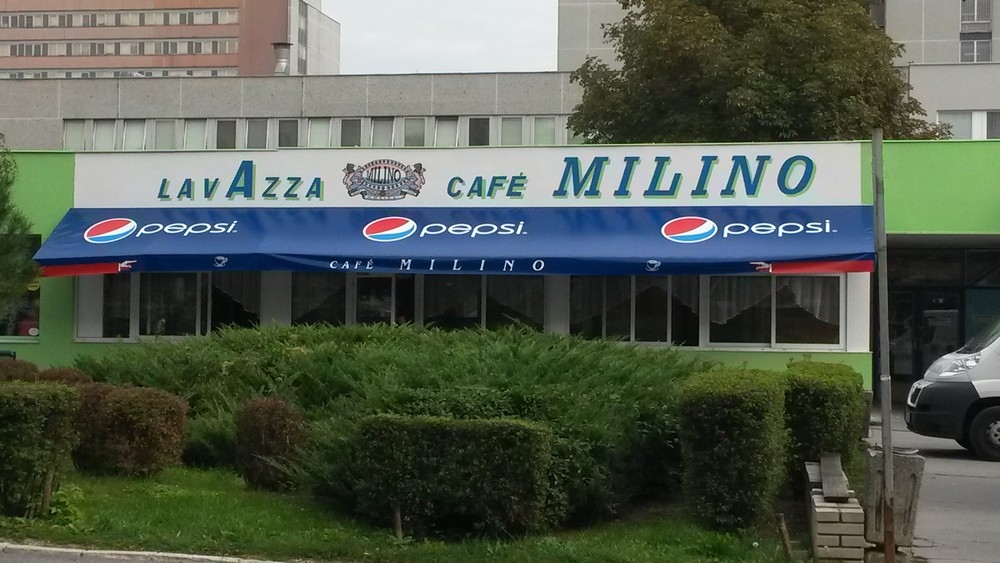 LAVAZZA MILINO CAFÉ MILINO
pepsi pepsi pepsi
CAFÉ MILINO